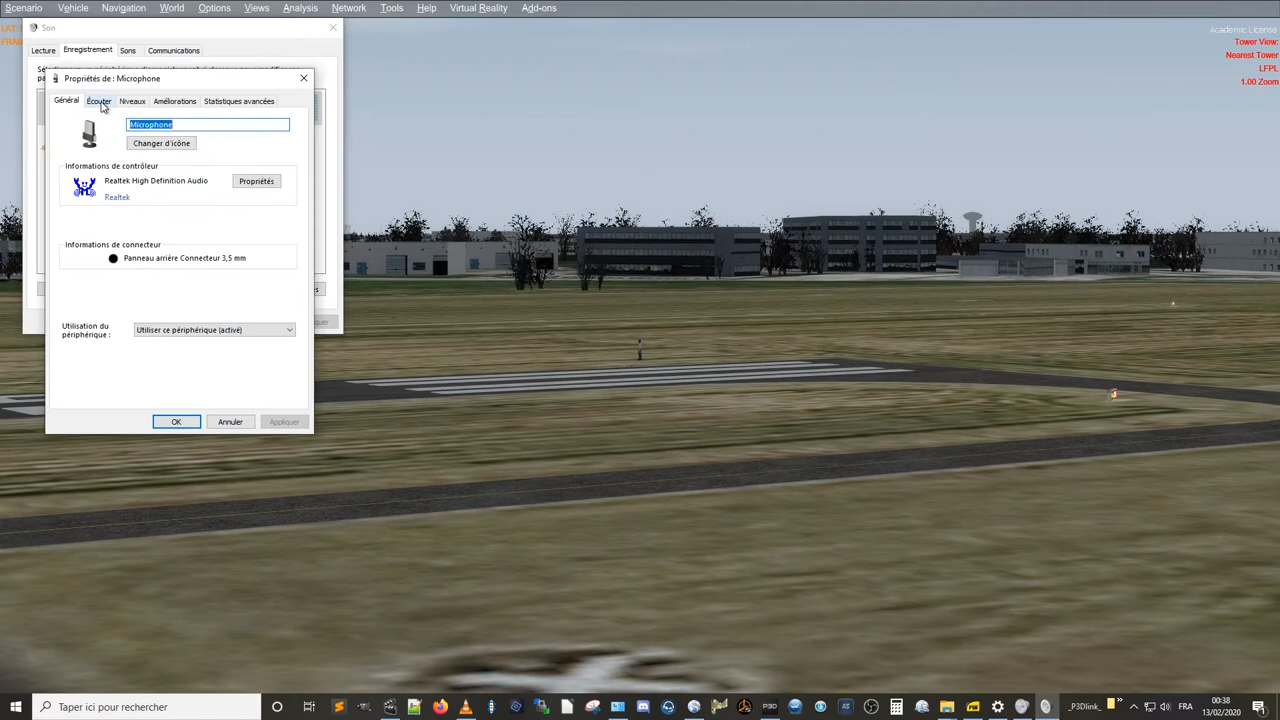 Scenario Vehicle Navigation World Options Views Analysis Network Tools Help Virtual Reality Add-ons
Son
Academic License
Tower View:
Nearest Tower
LFPL
1.00 Zoom
LAT:
FRAM
Lecture Enregistrement Sons Communications
Propriétés de : Microphone
Général Écouter Niveaux Améliorations Statistiques avancées
Microphone
Changer d'icône
Informations de contrôleur
Realtek High Definition Audio
Propriétés
Realtek
Informations de connecteur
Panneau arrière Connecteur 3,5 mm
Utilisation du
périphérique :
Utiliser ce périphérique (activé)
OK Annuler Appliquer
Taper ici pour rechercher
_P3Dlink_
FRA
00:38
13/02/2020